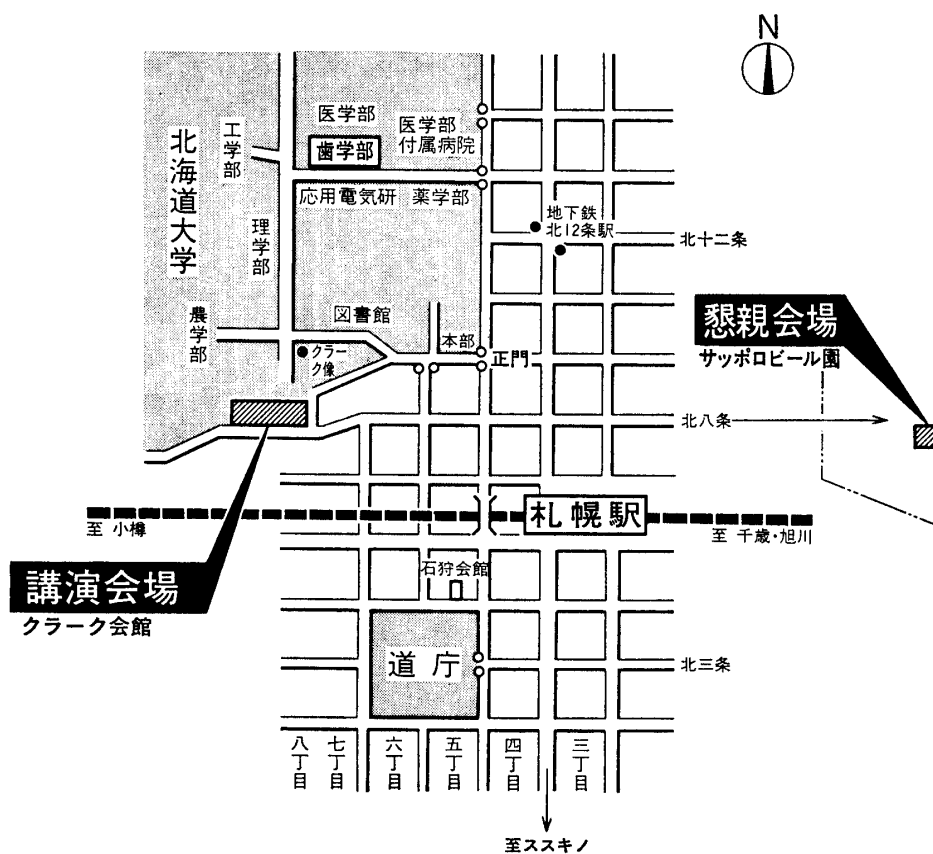 N
北海道大学
工学部
理学部
農学部
医学部
歯学部
医学部
付属病院
応用電気研
薬学部
地下鉄
北12条駅
北十二条
図書館
本部
正門
クラー
ク像
懇親会場
サッポロビール園
北八条
札幌駅
至 小樽
至 千歳・旭川
講演会場
クラーク会館
石狩会館
道庁
北三条
八丁目
七丁目
六丁目
五丁目
四丁目
三丁目
至ススキノ